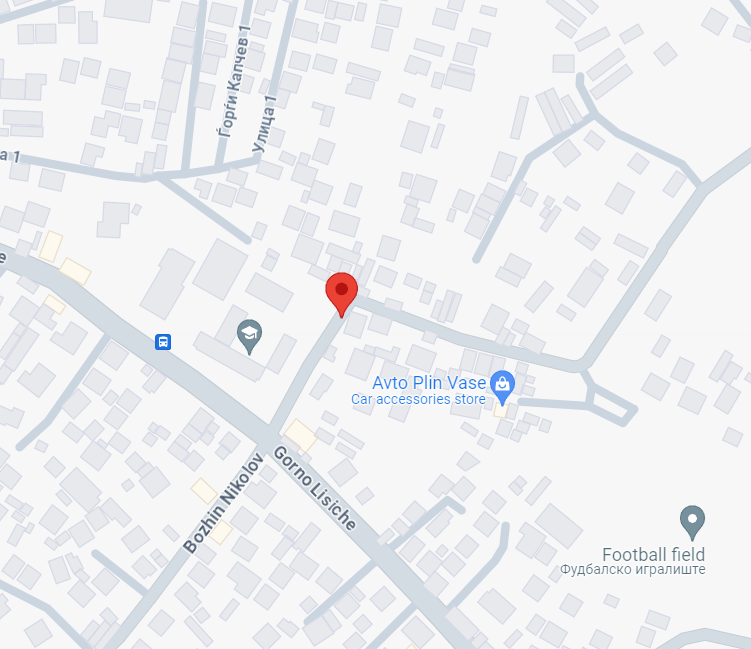 Ѓорѓи Капчев 1
Улица 1
а 1
e
Avto Plin Vase
Car accessories store
Gorno Lisiche
Bozhin Nikolov
Football field
Фудбалско игралиште